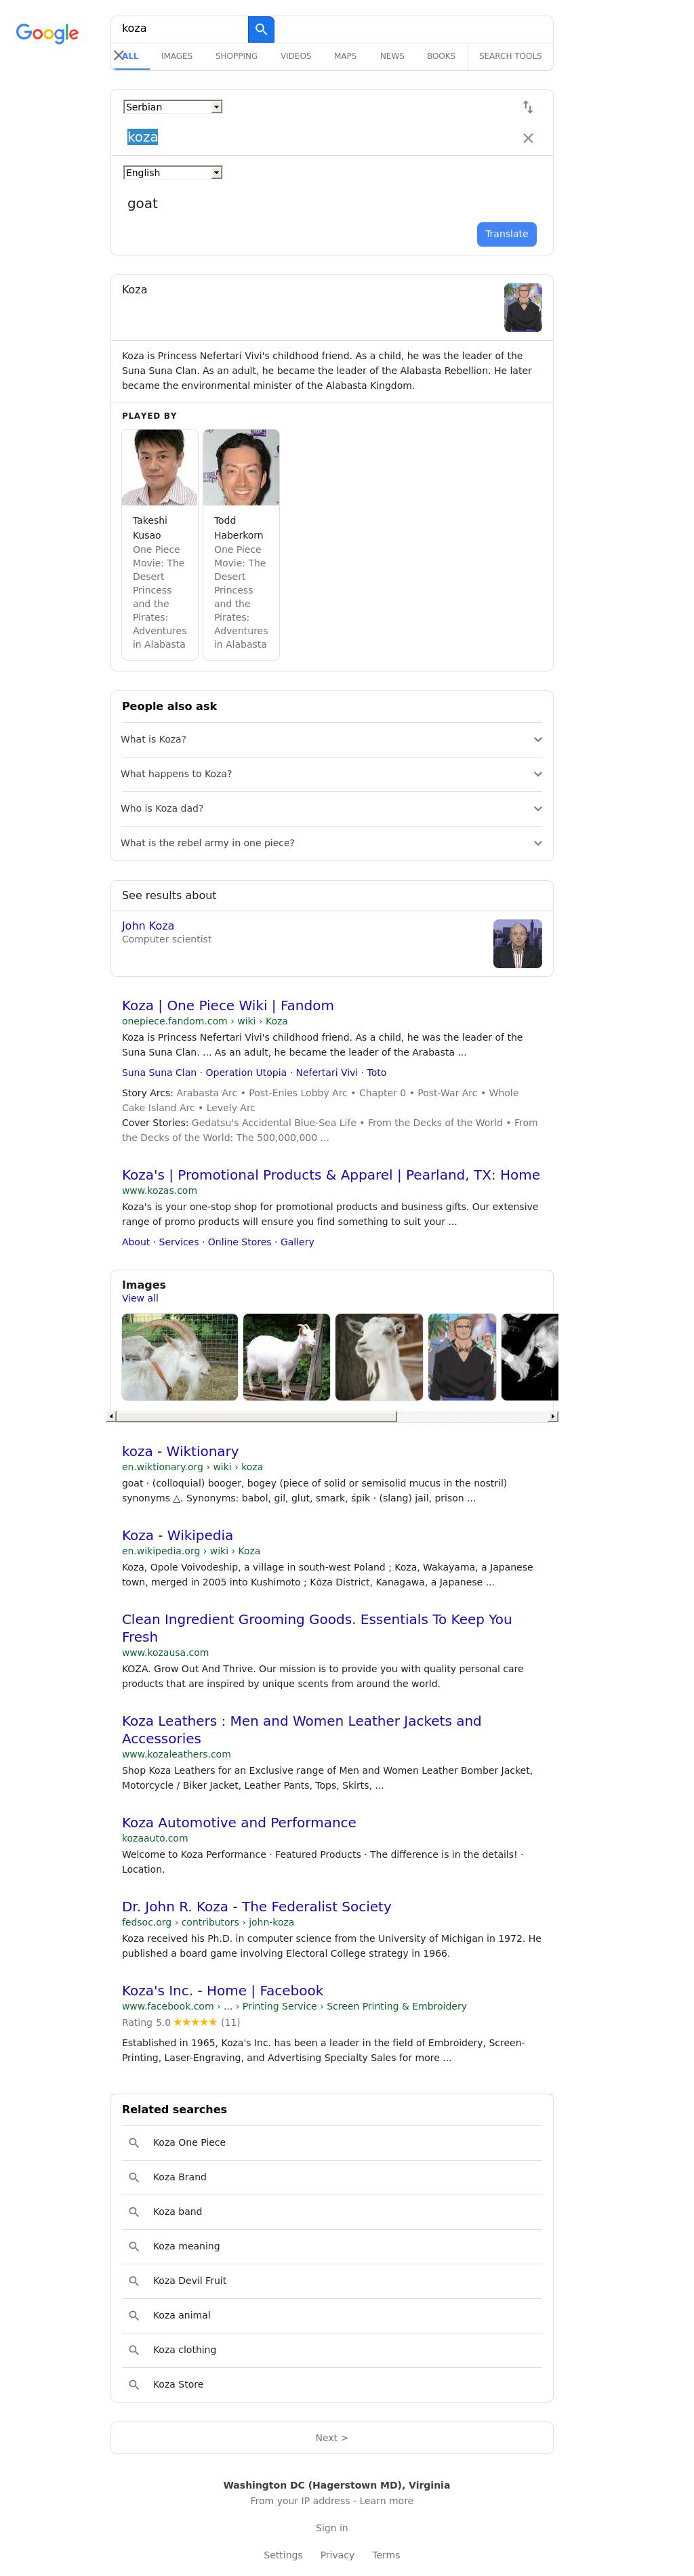 Google
koza
ALL IMAGES SHOPPING VIDEOS MAPS NEWS BOOKS SEARCH TOOLS
Serbian
koza
English
goat
Translate
Koza
Koza is Princess Nefertari Vivi's childhood friend. As a child, he was the leader of the
Suna Suna Clan. As an adult, he became the leader of the Alabasta Rebellion. He later
became the environmental minister of the Alabasta Kingdom.
PLAYED BY
Takeshi
Kusao
One Piece
Movie: The
Desert
Princess
and the
Pirates:
Adventures
in Alabasta
Todd
Haberkorn
One Piece
Movie: The
Desert
Princess
and the
Pirates:
Adventures
in Alabasta
People also ask
What is Koza?
What happens to Koza?
Who is Koza dad?
What is the rebel army in one piece?
See results about
John Koza
Computer scientist
Koza | One Piece Wiki | Fandom
onepiece.fandom.com › wiki › Koza
Koza is Princess Nefertari Vivi's childhood friend. As a child, he was the leader of the
Suna Suna Clan. ... As an adult, he became the leader of the Arabasta ...
Suna Suna Clan · Operation Utopia · Nefertari Vivi · Toto
Story Arcs: Arabasta Arc • Post-Enies Lobby Arc • Chapter 0 • Post-War Arc • Whole
Cake Island Arc • Levely Arc
Cover Stories: Gedatsu's Accidental Blue-Sea Life • From the Decks of the World • From
the Decks of the World: The 500,000,000 ...
Koza's | Promotional Products & Apparel | Pearland, TX: Home
www.kozas.com
Koza's is your one-stop shop for promotional products and business gifts. Our extensive
range of promo products will ensure you find something to suit your ...
About · Services · Online Stores · Gallery
Images
View all
koza - Wiktionary
en.wiktionary.org › wiki › koza
goat · (colloquial) booger, bogey (piece of solid or semisolid mucus in the nostril)
synonyms △. Synonyms: babol, gil, glut, smark, śpik · (slang) jail, prison ...
Koza - Wikipedia
en.wikipedia.org › wiki › Koza
Koza, Opole Voivodeship, a village in south-west Poland ; Koza, Wakayama, a Japanese
town, merged in 2005 into Kushimoto ; Kōza District, Kanagawa, a Japanese ...
Clean Ingredient Grooming Goods. Essentials To Keep You
Fresh
www.kozausa.com
KOZA. Grow Out And Thrive. Our mission is to provide you with quality personal care
products that are inspired by unique scents from around the world.
Koza Leathers : Men and Women Leather Jackets and
Accessories
www.kozaleathers.com
Shop Koza Leathers for an Exclusive range of Men and Women Leather Bomber Jacket,
Motorcycle / Biker Jacket, Leather Pants, Tops, Skirts, ...
Koza Automotive and Performance
kozaauto.com
Welcome to Koza Performance · Featured Products · The difference is in the details! ·
Location.
Dr. John R. Koza - The Federalist Society
fedsoc.org › contributors › john-koza
Koza received his Ph.D. in computer science from the University of Michigan in 1972. He
published a board game involving Electoral College strategy in 1966.
Koza's Inc. - Home | Facebook
www.facebook.com › ... › Printing Service › Screen Printing & Embroidery
Rating 5.0 ★★★★★ (11)
Established in 1965, Koza's Inc. has been a leader in the field of Embroidery, Screen-
Printing, Laser-Engraving, and Advertising Specialty Sales for more ...
Related searches
Koza One Piece
Koza Brand
Koza band
Koza meaning
Koza Devil Fruit
Koza animal
Koza clothing
Koza Store
Next >
Washington DC (Hagerstown MD), Virginia
From your IP address - Learn more
Sign in
Settings Privacy Terms